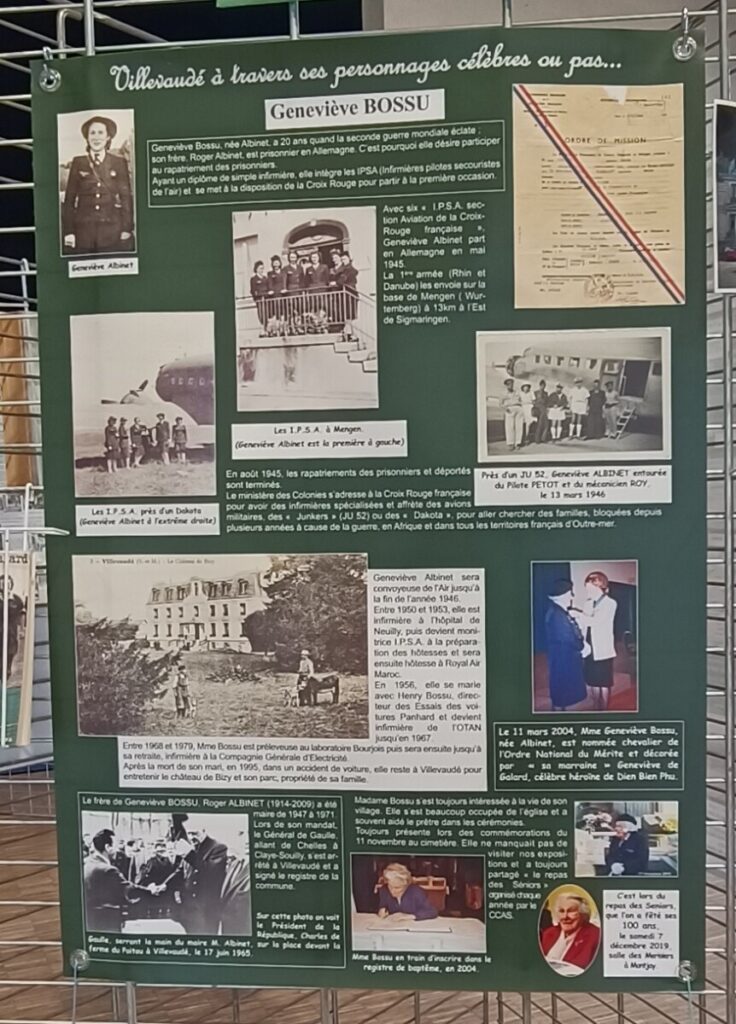 Villevaudé à travers ses personnages célèbres ou pas...
Geneviève BOSSU
Geneviève Bossu, née Albinet, a 20 ans quand la seconde guerre mondiale éclate ;
son frère, Roger Albinet, est prisonnier en Allemagne. C'est pourquoi elle désire participer
au rapatriement des prisonniers.
Ayant un diplôme de simple infirmière, elle intègre les IPSA (Infirmières pilotes secouristes
de l'air) et se met à la disposition de la Croix Rouge pour partir à la première occasion.
ORDRE DE MISSION
Geneviève Albinet
Avec six « I.P.S.A. sec-
tion Aviation de la Croix-
Rouge française »,
Geneviève Albinet part
en Allemagne en mai
1945.
La 1ère armée (Rhin et
Danube) les envoie sur la
base de Mengen ( Wur-
temberg) à 13km à l'Est
de Sigmaringen.
Les I.P.S.A. à Mengen.
(Geneviève Albinet est la première à gauche)
Près d'un JU 52, Geneviève ALBINET entourée
du Pilote PETOT et du mécanicien ROY,
le 13 mars 1946
Les I.P.S.A. près d'un Dakota
(Geneviève Albinet à l'extrême droite)
En août 1945, les rapatriements des prisonniers et déportés
sont terminés.
Le ministère des Colonies s'adresse à la Croix Rouge française
pour avoir des infirmières spécialisées et affrète des avions
militaires, des « Junkers » (JU 52) ou des « Dakota », pour aller chercher des familles, bloquées depuis
plusieurs années à cause de la guerre, en Afrique et dans tous les territoires français d'Outre-mer.
Villevaudé (S.-et-M.) - Le Château de Bizy
Geneviève Albinet sera
convoyeuse de l'Air jusqu'à
la fin de l'année 1946.
Entre 1950 et 1953, elle est
infirmière à l'hôpital de
Neuilly, puis devient moni-
trice I.P.S.A. à la prépara-
tion des hôtesses et sera
ensuite hôtesse à Royal Air
Maroc.
En 1956, elle se marie
avec Henry Bossu, direc-
teur des Essais des voi-
tures Panhard et devient
infirmière de l'OTAN
jusqu'en 1967.
Entre 1968 et 1979, Mme Bossu est préleveuse au laboratoire Bourjois puis sera ensuite jusqu'à
sa retraite, infirmière à la Compagnie Générale d'Electricité.
Après la mort de son mari, en 1995, dans un accident de voiture, elle reste à Villevaudé pour
entretenir le château de Bizy et son parc, propriété de sa famille.
Le 11 mars 2004, Mme Geneviève Bossu,
née Albinet, est nommée chevalier de
l'Ordre National du Mérite et décorée
par « sa marraine » Geneviève de
Galard, célèbre héroïne de Dien Bien Phu.
Le frère de Geneviève BOSSU, Roger ALBINET (1914-2009) a été
maire de 1947 à 1971.
Lors de son mandat,
le Général de Gaulle,
allant de Chelles à
Claye-Souilly, s'est ar-
rêté à Villevaudé et a
signé le registre de la
commune.
Sur cette photo on voit
le Président de la
République, Charles de
Gaulle, serrant la main du maire M. Albinet, sur la place devant la
ferme du Poitou à Villevaudé, le 17 juin 1965.
Madame Bossu s'est toujours intéressée à la vie de son
village. Elle s'est beaucoup occupée de l'église et a
souvent aidé le prêtre dans les cérémonies.
Toujours présente lors des commémorations du
11 novembre au cimetière. Elle ne manquait pas de
visiter nos exposi-
tions et a toujours
partagé « le repas
des Séniors »
organisé chaque
année par le
CCAS.
Mme Bossu en train d'inscrire dans le
registre de baptême, en 2004.
C'est lors du
repas des Seniors,
que l'on a fêté ses
100 ans,
le samedi 7
décembre 2019,
salle des Marsiers
à Montjay.